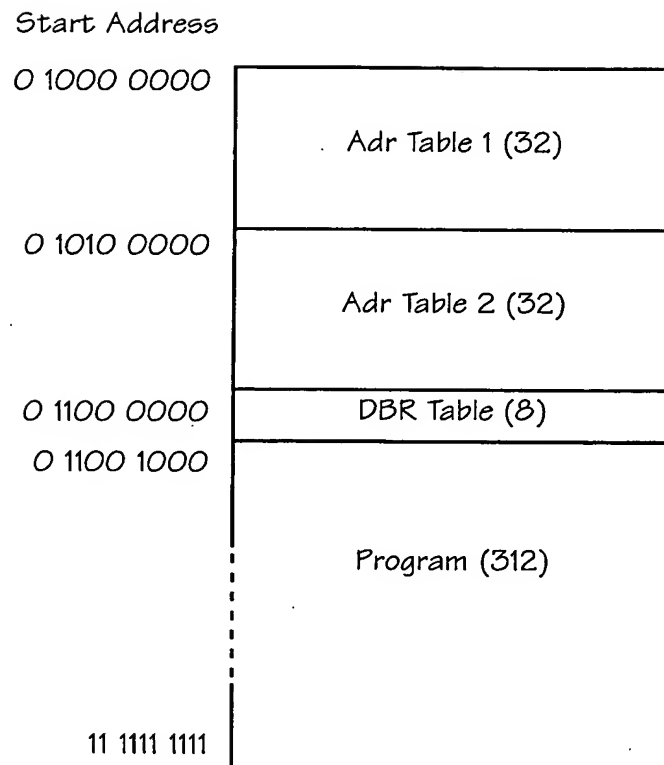 Start Address
0 1000 0000
Adr Table 1 (32)
0 1010 0000
Adr Table 2 (32)
0 1100 0000
DBR Table (8)
0 1100 1000
Program (312)
11 1111 1111